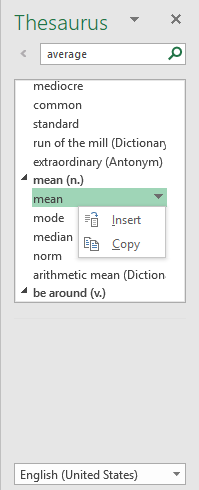 Thesaurus
average
mediocre
common
standard
run of the mill (Dictionary
extraordinary (Antonym)
mean (n.)
mean
mode
Insert
median
Copy
norm
arithmetic mean (Dictiona
be around (v.)
English (United States)